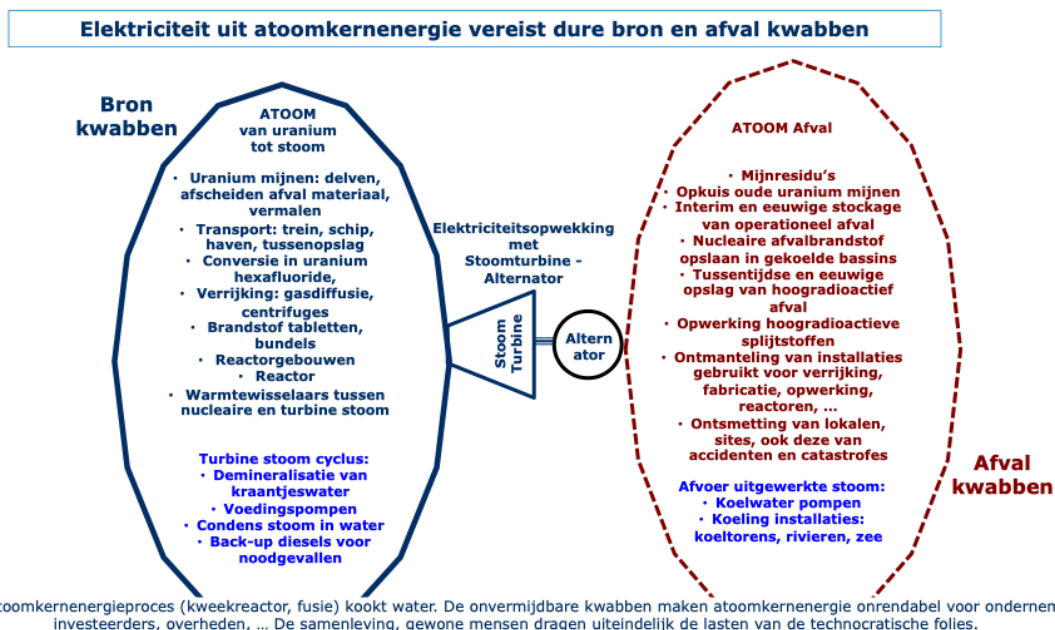 Elektriciteit uit atoomkernenergie vereist dure bron en afval kwabben
Bron
kwabben
ATOOM
van uranium
tot stoom
• Uranium mijnen: delven,
afscheiden afval materiaal,
vermalen
• Transport: trein, schip,
haven, tussenopslag
• Conversie in uranium
hexafluoride,
• Verrijking: gasdiffusie,
centrifuges
• Brandstof tabletten,
bundels
• Reactorgebouwen
• Reactor
• Warmtewisselaars tussen
nucleaire en turbine stoom
Turbine stoom cyclus:
• Demineralisatie van
kraantjeswater
• Voedingspompen
• Condens stoom in water
• Back-up diesels voor
noodgevallen
Elektriciteitsopwekking
met
Stoomturbine -
Alternator
Stoom
Turbine
Altern
ator
ATOOM Afval
• Mijnresidu's
• Opkuis oude uranium mijnen
• Interim en eeuwige stockage
van operationeel afval
• Nucleaire afvalbrandstof
opslaan in gekoelde bassins
• Tussentijdse en eeuwige
opslag van hoogradioactief
afval
• Opwerking hoogradioactieve
splijtstoffen
• Ontmanteling van installaties
gebruikt voor verrijking,
fabricatie, opwerking,
reactoren, ...
• Ontsmetting van lokalen,
sites, ook deze van
accidenten en catastrofes
Afvoer uitgewerkte stoom:
• Koelwater pompen
• Koeling installaties:
koeltorens, rivieren, zee
Afval
kwabben
toomkernenergieproces (kweekreactor, fusie) kookt water. De onvermijdbare kwabben maken atoomkernenergie onrendabel voor ondernem
investeerders, overheden, ... De samenleving, gewone mensen dragen uiteindelijk de lasten van de technocratische folies.